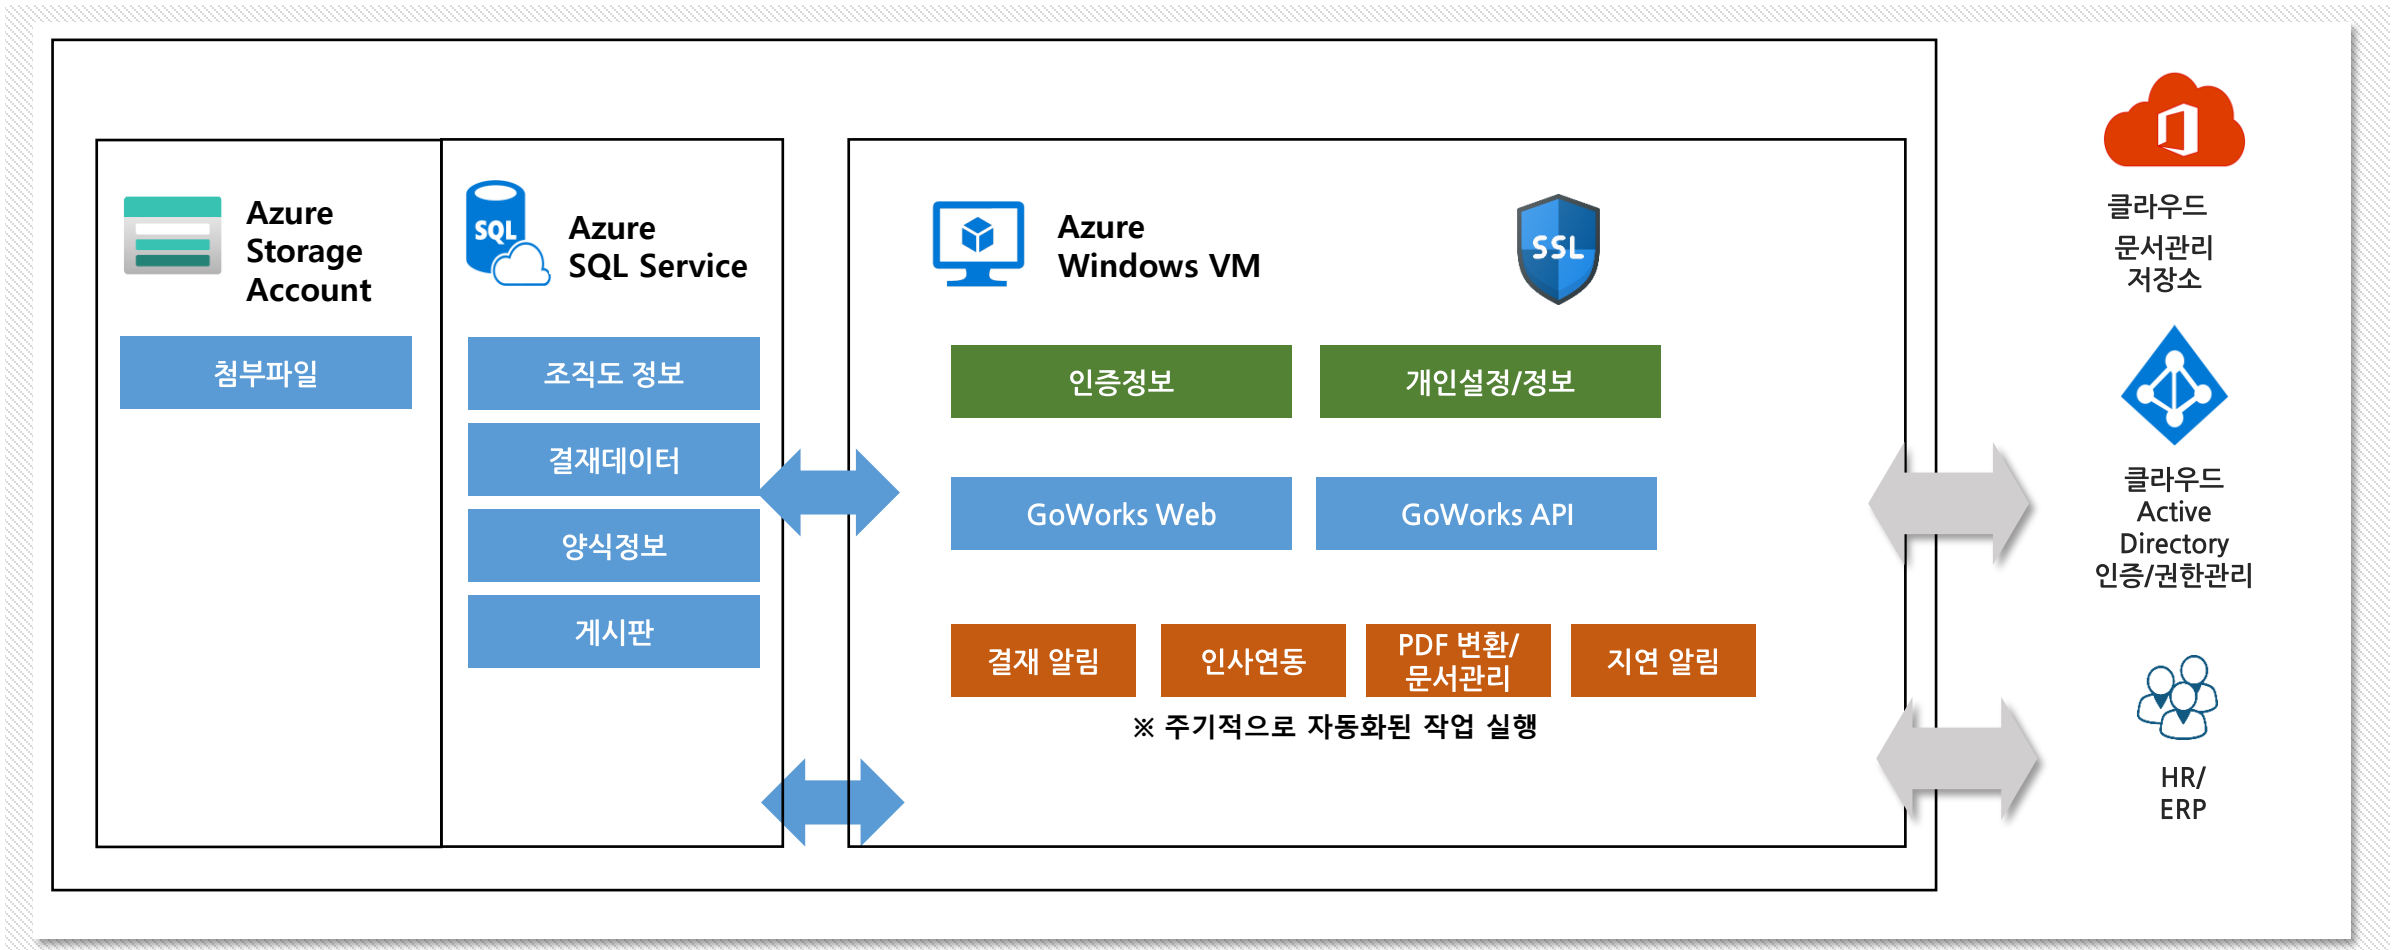 Azure
Storage
Account
첨부파일
SQL
Azure
SQL Service
조직도 정보
결재데이터
양식정보
게시판
Azure
Windows VM
SSL
인증정보
개인설정/정보
GoWorks Web
GoWorks API
결재 알림
인사연동
PDF 변환/
문서관리
지연 알림
※ 주기적으로 자동화된 작업 실행
클라우드
문서관리
저장소
클라우드
Active
Directory
인증/권한관리
HR/
ERP